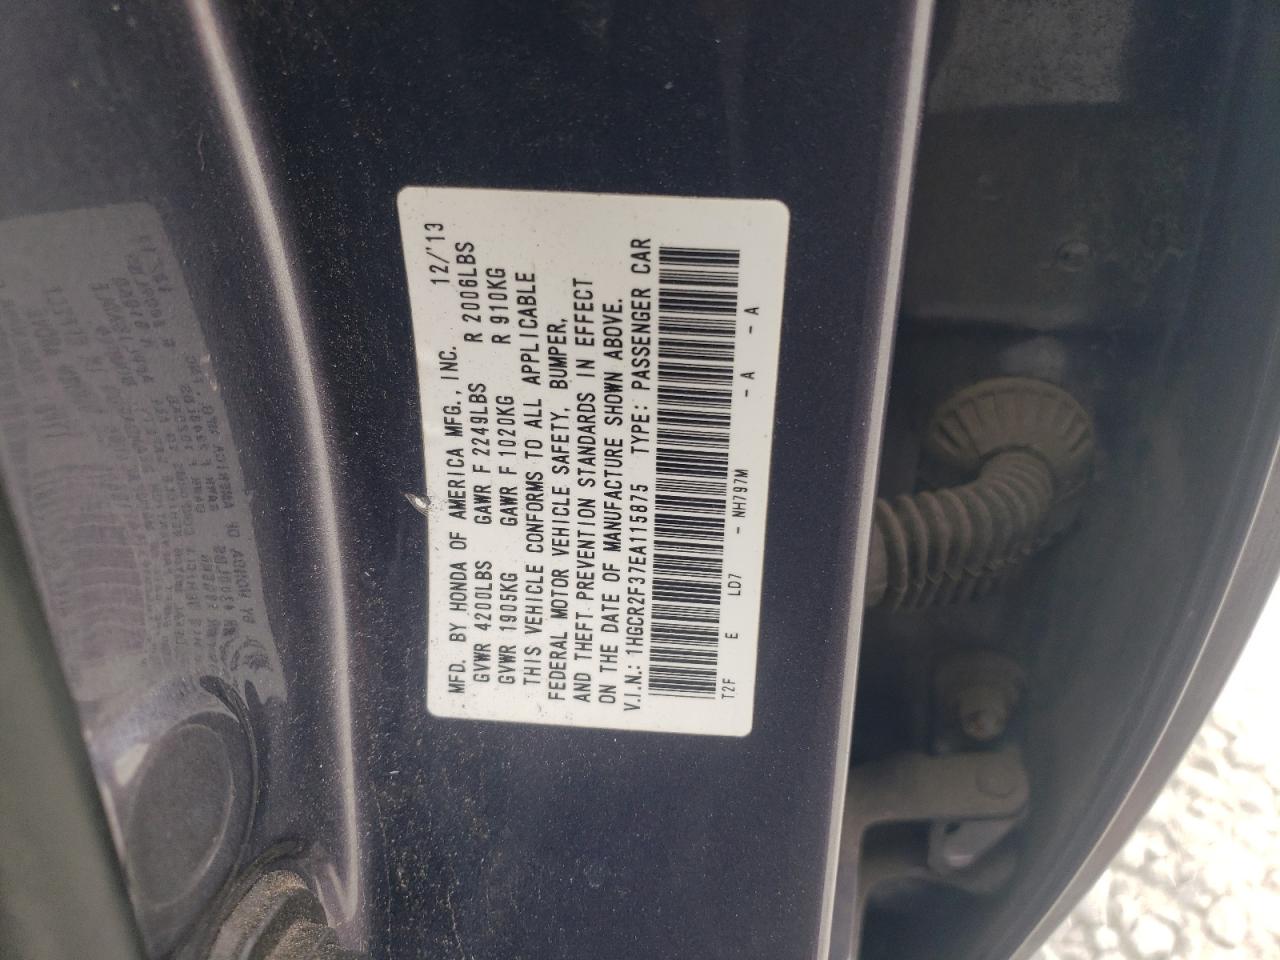 MFD. BY HONDA OF AMERICA MFG., INC. 12/'13
GVWR 4200LBS GAWR F 2249LBS R 2006LBS
GVWR 1905KG GAWR F 1020KG R 910KG
THIS VEHICLE CONFORMS TO ALL APPLICABLE
FEDERAL MOTOR VEHICLE SAFETY, BUMPER,
AND THEFT PREVENTION STANDARDS IN EFFECT
ON THE DATE OF MANUFACTURE SHOWN ABOVE.
V.I.N.: 1HGCR2F37EA115875 TYPE: PASSENGER CAR
T2F E LD7 - NH797M - A - A